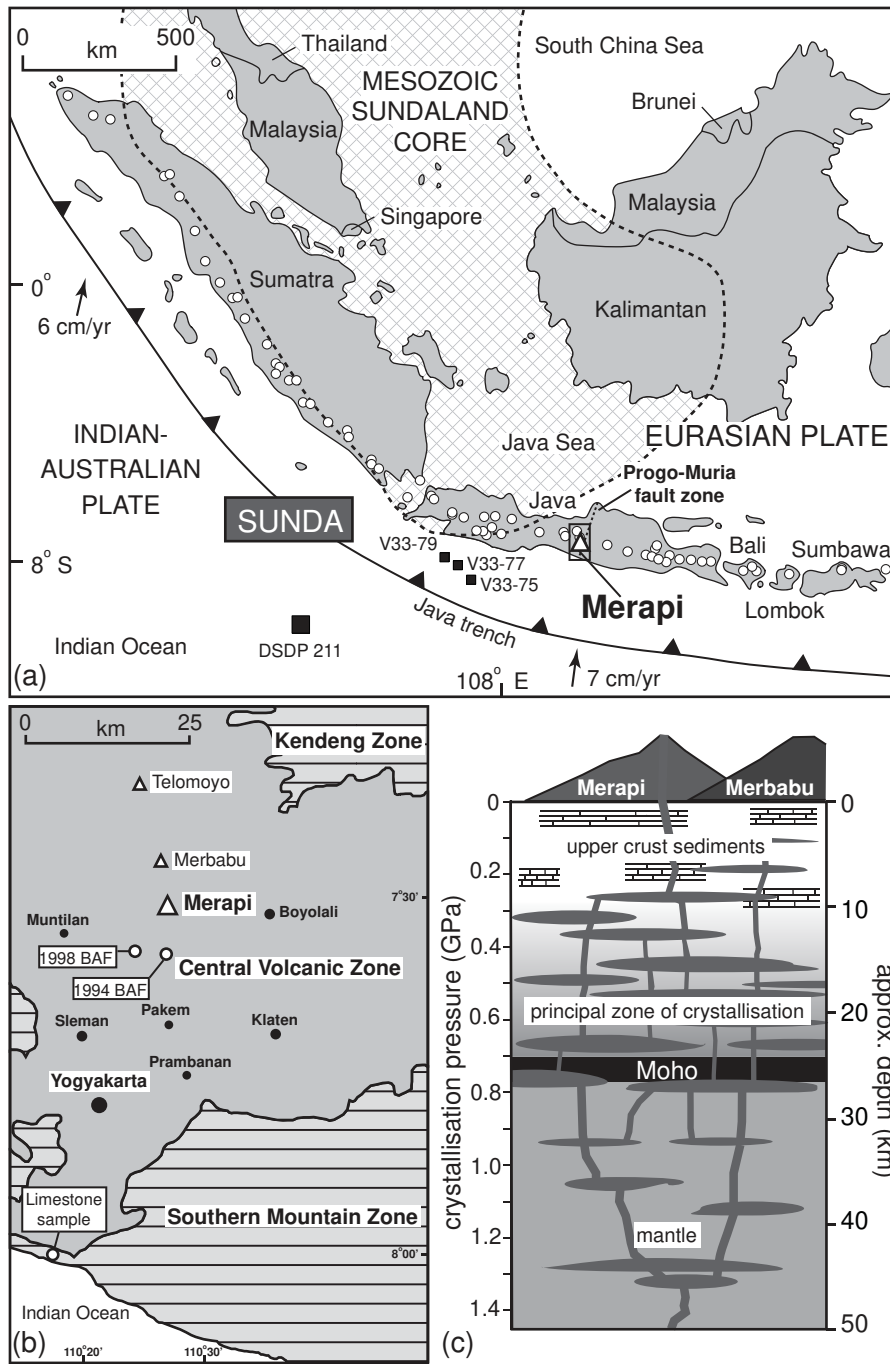 0 500
km
Thailand
MESOZOIC
SUNDALAND
CORE
South China Sea
Brunei
Malaysia
Malaysia
Singapore
Sumatra
0°
6 cm/yr
Kalimantan
INDIAN-
AUSTRALIAN
PLATE
Java Sea
EURASIAN PLATE
Progo-Muria
fault zone
Java
SUNDA
V33-79
V33-77
V33-75
Bali
Sumbawa
8° S
Merapi
Lombok
Java trench
Indian Ocean
DSDP 211
(a)
108° E
7 cm/yr
0 25
km
Kendeng Zone
Telomoyo
Merbabu
Merapi
7°30'
Muntilan
Boyolali
1998 BAF
Central Volcanic Zone
1994 BAF
Pakem
Sleman
Klaten
Prambanan
Yogyakarta
Limestone
sample
Southern Mountain Zone
8°00'
Indian Ocean
(b)
110°20'
110°30'
Merapi
Merbabu
0
0.2
0.4
0.6
0.8
1.0
1.2
1.4
crystallisation pressure (GPa)
upper crust sediments
principal zone of crystallisation
Moho
mantle
0
10
20
30
40
50
approx. depth (km)
(c)